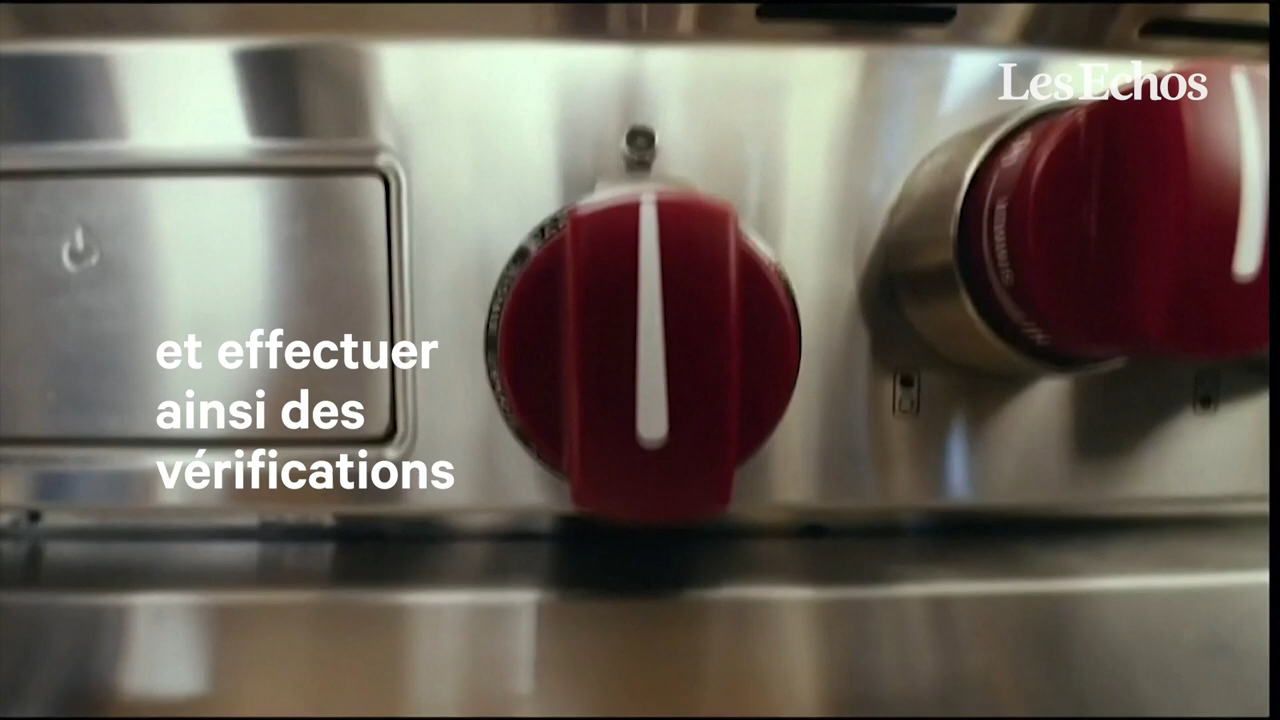 Les Echos
et effectuer
ainsi des
vérifications